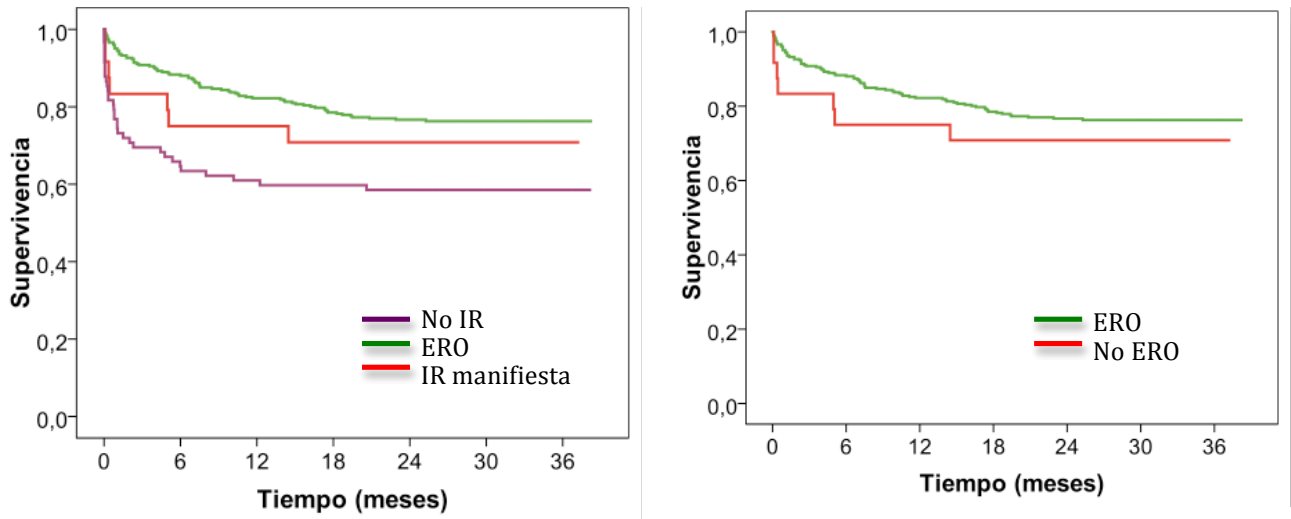 Supervivencia
1,0
0,8
0,6
0,4
0,2
0,0
No IR
ERO
IR manifiesta
0 6 12 18 24 30 36
Tiempo (meses)
Supervivencia
1,0
0,8
0,6
0,4
0,2
0,0
ERO
No ERO
0 6 12 18 24 30 36
Tiempo (meses)